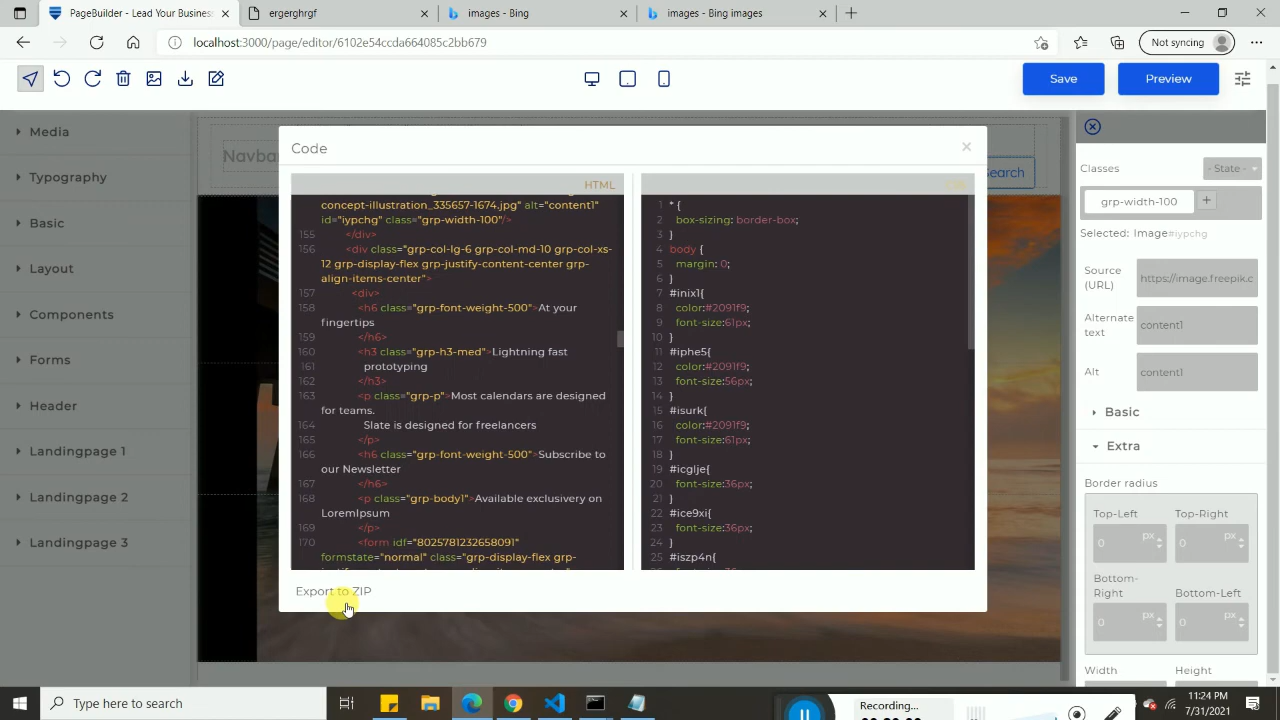 PageBuilder - Lead Your Business
ergerghrgf
images - Bing
images - Bing images
localhost:3000/page/editor/6102e54ccda664085c2bb679
Not syncing
Save
Preview
Media
Typography
Basic
Layout
Components
Forms
Header
Landingpage 1
Landingpage 2
Landingpage 3
Navba
Search
Code
HTML
concept-illustration_335657-1674.jpg" alt="content1"
id="iypchg" class="grp-width-100"/>
155 </div>
156 <div class="grp-col-lg-6 grp-col-md-10 grp-col-xs-
12 grp-display-flex grp-justify-content-center grp-
align-items-center">
157 <div>
158 <h6 class="grp-font-weight-500">At your
fingertips
159 </h6>
160 <h3 class="grp-h3-med">Lightning fast
161 prototyping
162 </h3>
163 <p class="grp-p">Most calendars are designed
for teams.
164 Slate is designed for freelancers
165 </p>
166 <h6 class="grp-font-weight-500">Subscribe to
our Newsletter
167 </h6>
168 <p class="grp-body1">Available exclusivery on
LoremIpsum
169 </p>
170 <form idf="8025781232658091"
formstate="normal" class="grp-display-flex grp-
CSS
1 * {
2 box-sizing: border-box;
3 }
4 body {
5 margin: 0;
6 }
7 #inix1{
8 color:#2091f9;
9 font-size:61px;
10 }
11 #iphe5{
12 color:#2091f9;
13 font-size:56px;
14 }
15 #isurk{
16 color:#2091f9;
17 font-size:61px;
18 }
19 #icglje{
20 font-size:36px;
21 }
22 #ice9xi{
23 font-size:36px;
24 }
25 #iszp4n{
Export to ZIP
Classes
- State -
grp-width-100
+
Selected: Image#iypchg
Source
(URL)
https://image.freepik.c
Alternate
text
content1
Alt
content1
Basic
Extra
Border radius
Top-Left
Top-Right
0 px
0 px
Bottom-
Right
Bottom-Left
0 px
0 px
Width
Height
Type here to search
Recording...
11:24 PM
7/31/2021